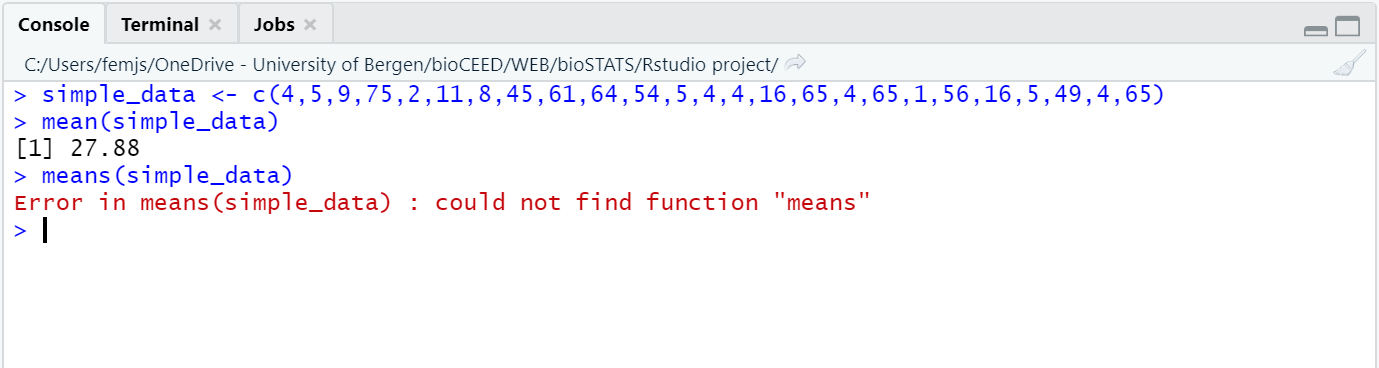 Console Terminal Jobs
C:/Users/femjs/OneDrive - University of Bergen/bioCEED/WEB/bioSTATS/Rstudio project/
> simple_data <- c(4,5,9,75,2,11,8,45,61,64,54,5,4,4,16,65,4,65,1,56,16,5,49,4,65)
> mean(simple_data)
[1] 27.88
> means(simple_data)
Error in means(simple_data) : could not find function "means"
>